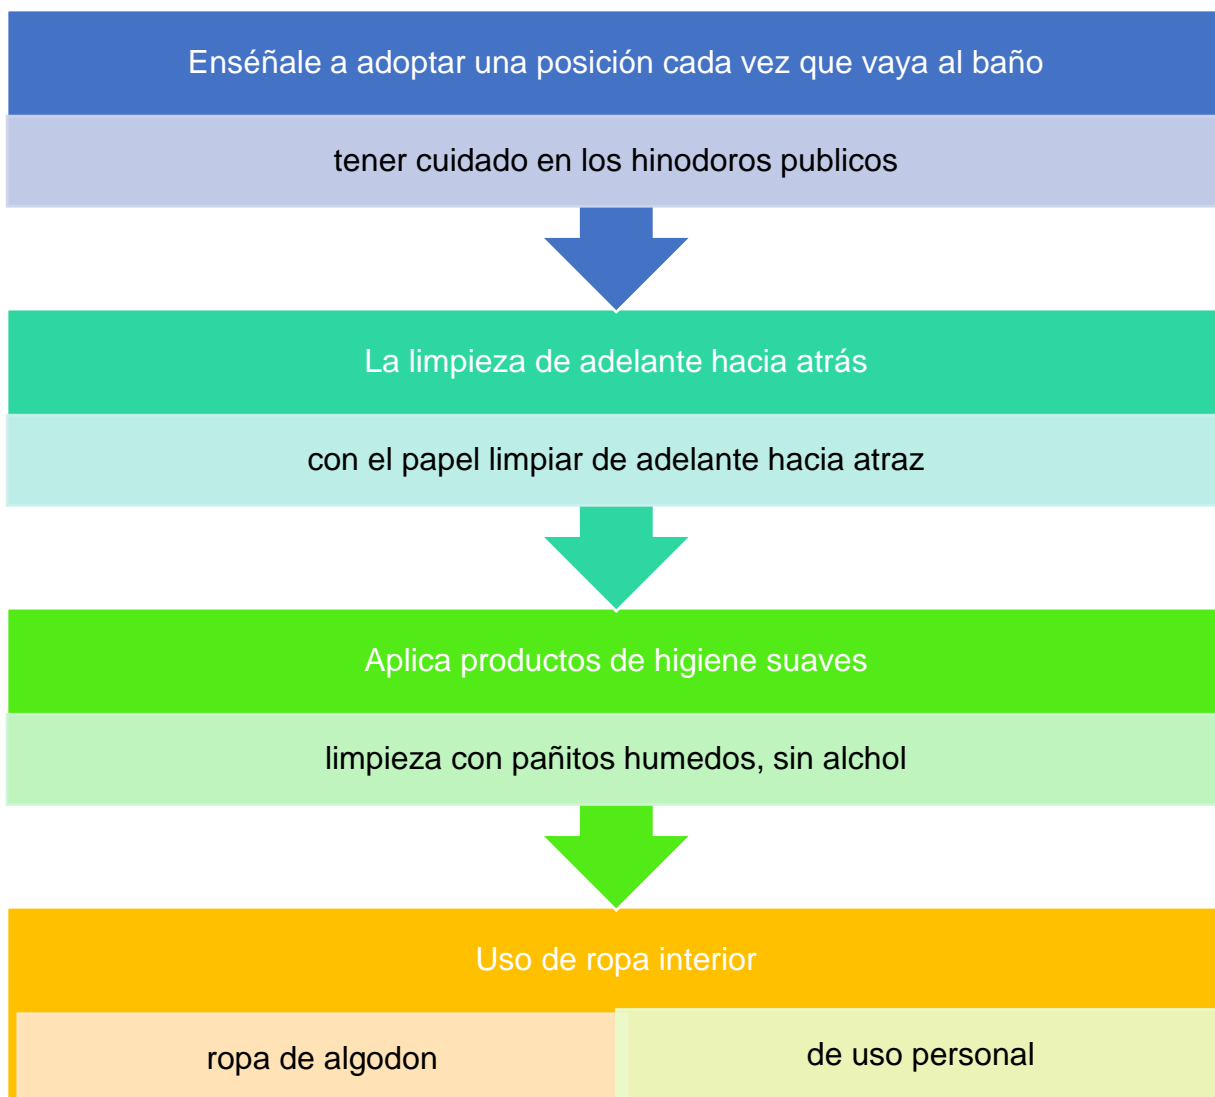 Enséñale a adoptar una posición cada vez que vaya al baño
tener cuidado en los hinodoros publicos
La limpieza de adelante hacia atrás
con el papel limpiar de adelante hacia atraz
Aplica productos de higiene suaves
limpieza con pañitos humedos, sin alchol
Uso de ropa interior
ropa de algodon
de uso personal